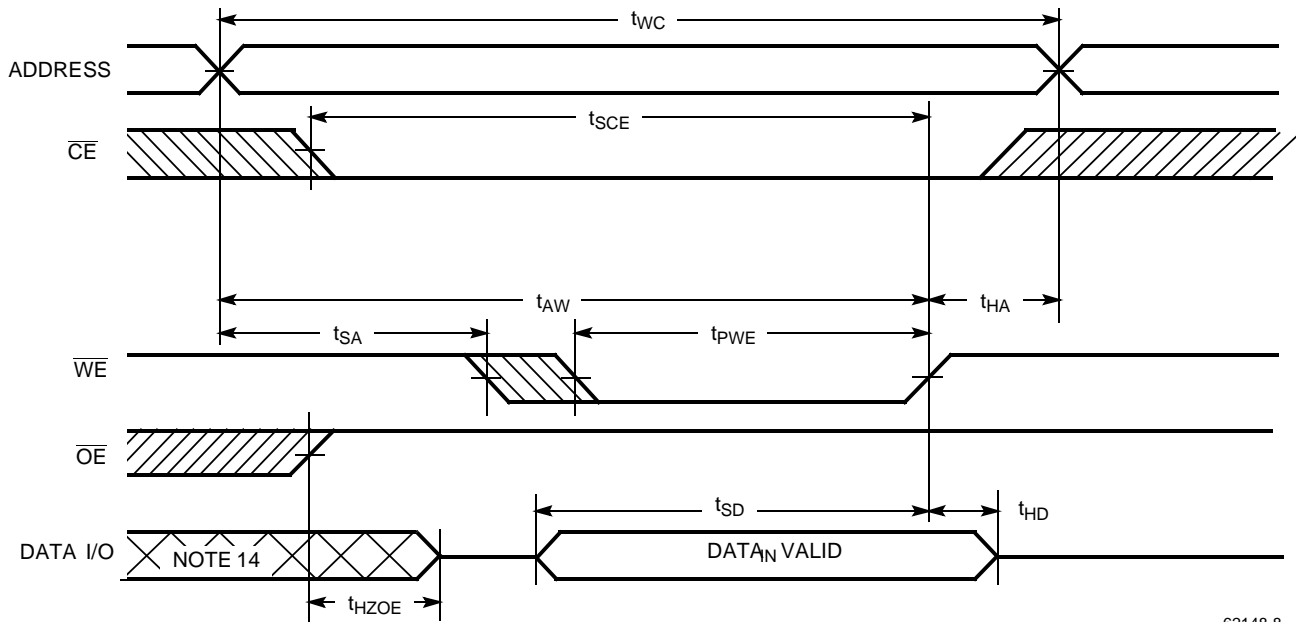 tWC
ADDRESS
tSCE
CE
tAW
tHA
tSA
tPWE
WE
OE
tSD
tHD
DATA I/O
NOTE 14
DATAIN VALID
tHZOE